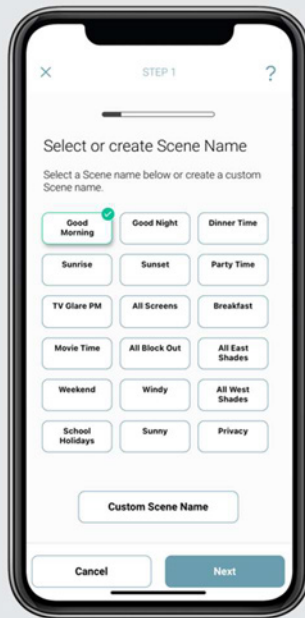 STEP 1
?
Select or create Scene Name
Select a Scene name below or create a custom
Scene name.
Good
Morning
Good Night
Dinner Time
Sunrise
Sunset
Party Time
TV Glare PM
All Screens
Breakfast
Movie Time
All Block Out
All East
Shades
Weekend
Windy
All West
Shades
School
Holidays
Sunny
Privacy
Custom Scene Name
Cancel
Next